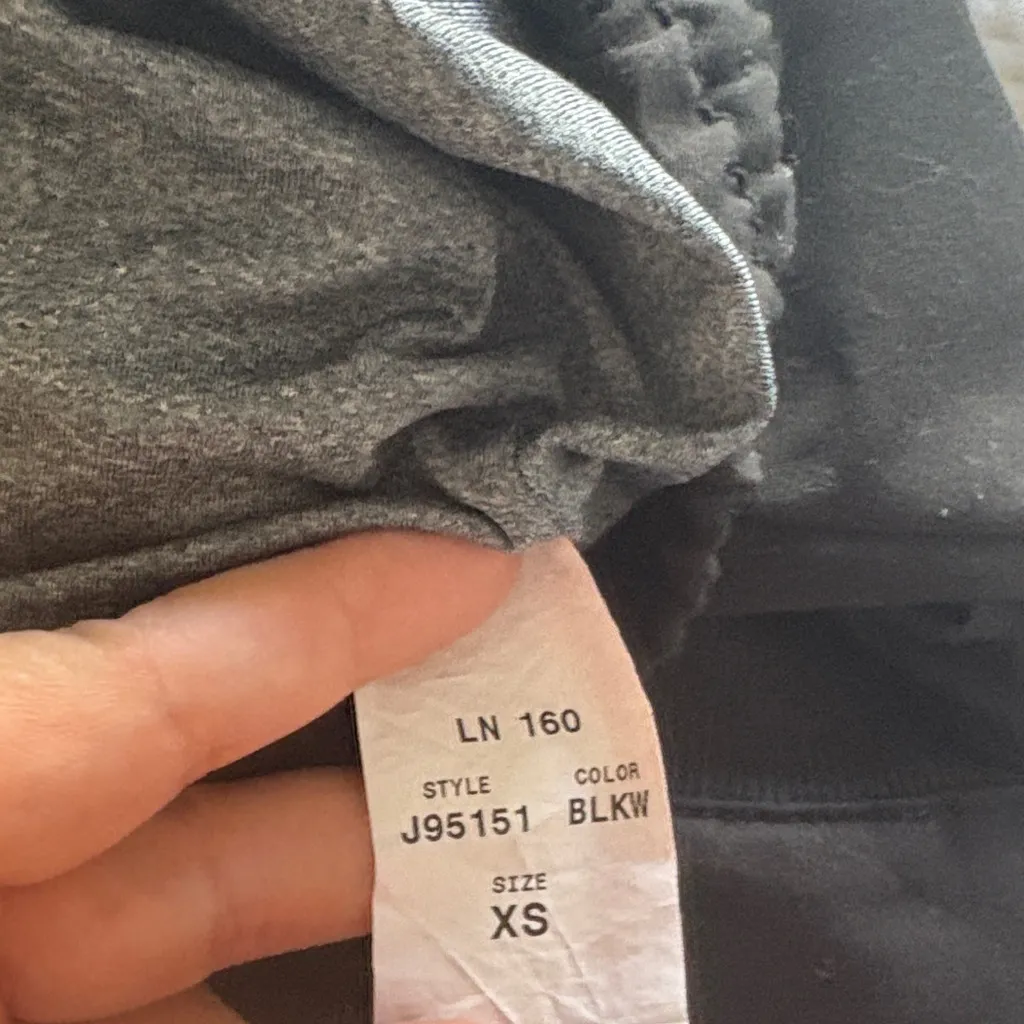 LN 160
STYLE COLOR
J95151 BLKW
SIZE
XS